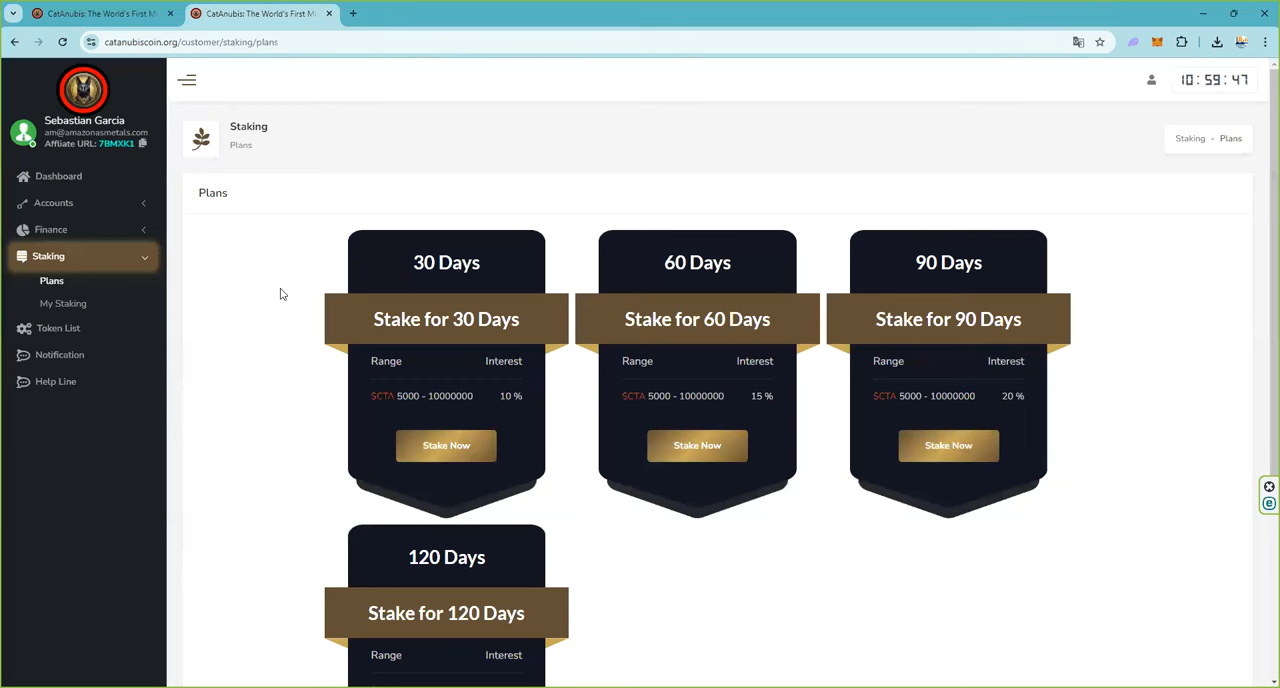 CatAnubis: The World's First M
CatAnubis: The World's First M
catanubiscoin.org/customer/staking/plans
Sebastian Garcia
am@amazonasmetals.com
Affliate URL: 7BMXK1
10:59:47
Dashboard
Accounts
Finance
Staking
Plans
My Staking
Token List
Notification
Help Line
Staking
Plans
Staking - Plans
Plans
30 Days
Stake for 30 Days
Range Interest
$CTA 5000 - 10000000 10 %
Stake Now
60 Days
Stake for 60 Days
Range Interest
$CTA 5000 - 10000000 15 %
Stake Now
90 Days
Stake for 90 Days
Range Interest
$CTA 5000 - 10000000 20 %
Stake Now
120 Days
Stake for 120 Days
Range Interest